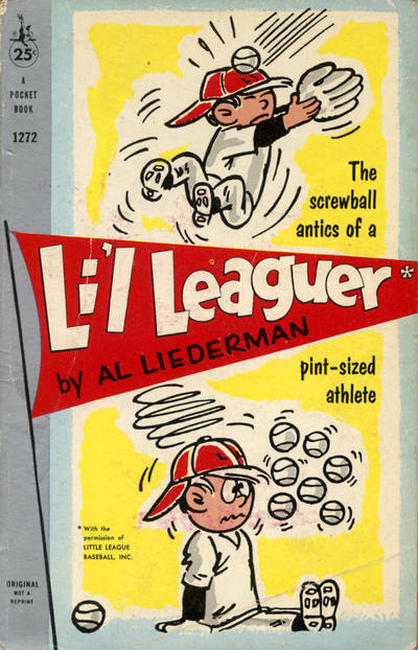 25¢
A
POCKET
BOOK
1272
The
screwball
antics of a
Li'l Leaguer*
by AL LIEDERMAN
pint-sized
athlete
* With the
permission of
LITTLE LEAGUE
BASEBALL, INC.
ORIGINAL
NOT A
REPRINT